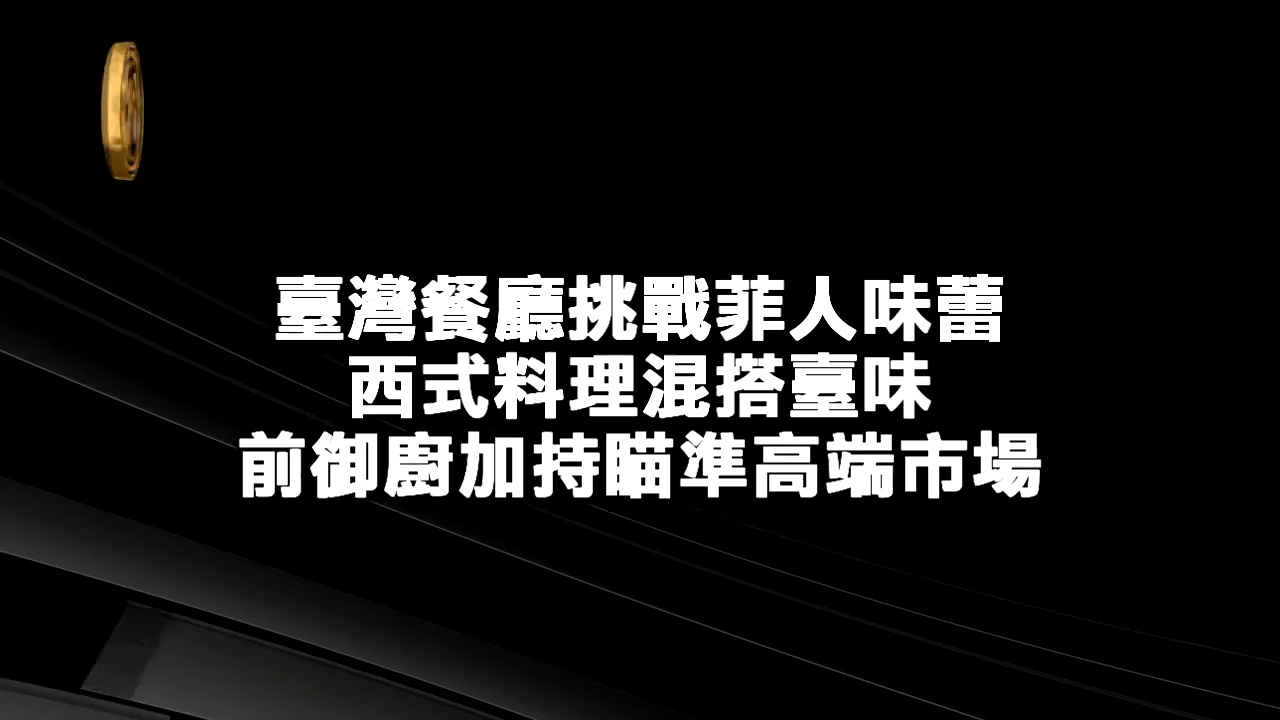 臺灣餐廳挑戰菲人味蕾
西式料理混搭臺味
前御廚加持瞄準高端市場